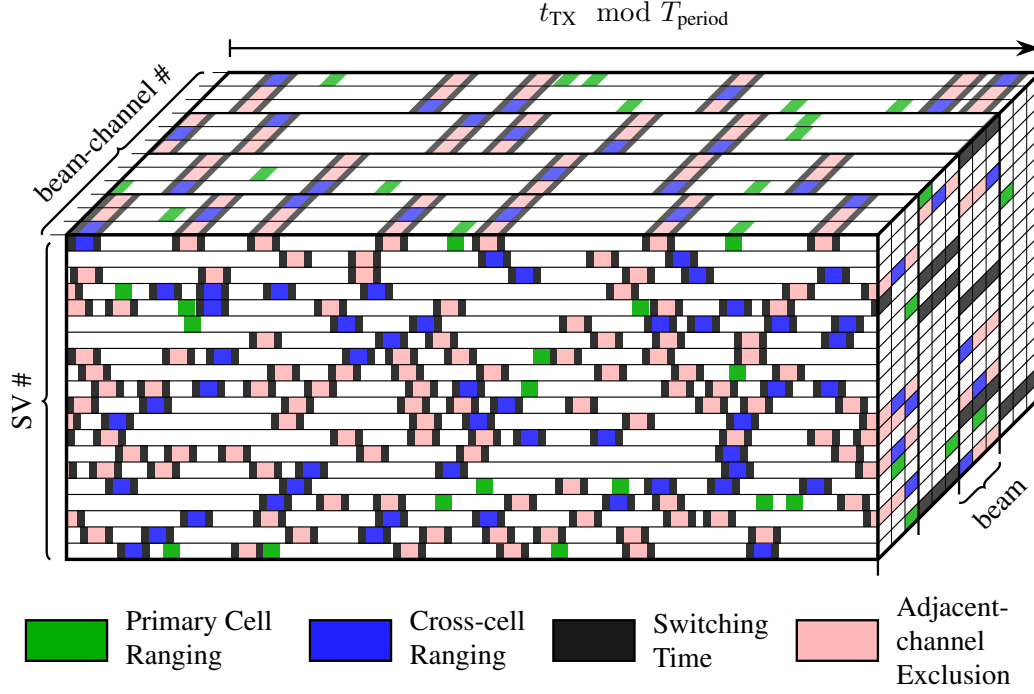 t_TX mod T_period
beam-channel #
SV #
beam
Primary Cell
Ranging
Cross-cell
Ranging
Switching
Time
Adjacent-
channel
Exclusion